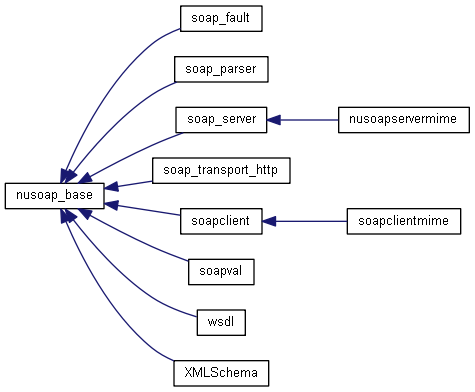 soap_fault
soap_parser
soap_server
nusoapservermime
soap_transport_http
nusoap_base
soapclient
soapclientmime
soapval
wsdl
XMLSchema